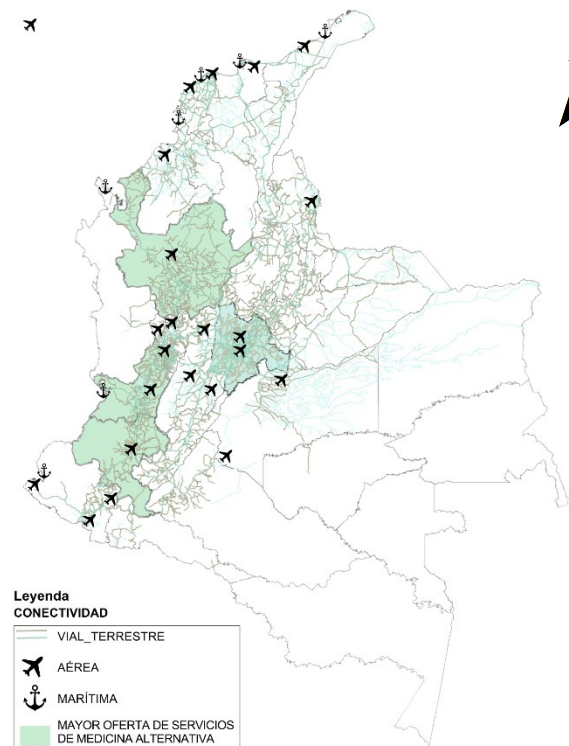 Leyenda
CONECTIVIDAD
VIAL_TERRESTRE
AÉREA
MARÍTIMA
MAYOR OFERTA DE SERVICIOS
DE MEDICINA ALTERNATIVA